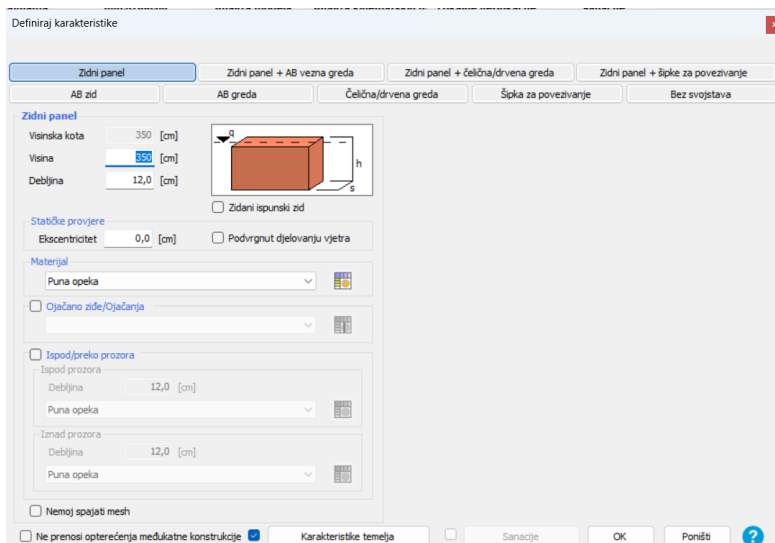 Definiraj karakteristike
Zidni panel
Zidni panel + AB vezna greda
Zidni panel + čelična/drvena greda
Zidni panel + šipke za povezivanje
AB zid
AB greda
Čelična/drvena greda
Šipka za povezivanje
Bez svojstava
Zidni panel
Visinska kota 350 [cm]
Visina 350 [cm]
Debljina 12,0 [cm]
q
h
s
Zidani ispunski zid
Statičke provjere
Ekscentricitet 0,0 [cm]
Podvrgnut djelovanju vjetra
Materijal
Puna opeka
Ojačano ziđe/Ojačanja
Ispod/preko prozora
Ispod prozora
Debljina 12,0 [cm]
Puna opeka
Iznad prozora
Debljina 12,0 [cm]
Puna opeka
Nemoj spajati mesh
Ne prenosi opterećenja međukatne konstrukcije
Karakteristike temelja
Sanacije
OK
Poništi
?